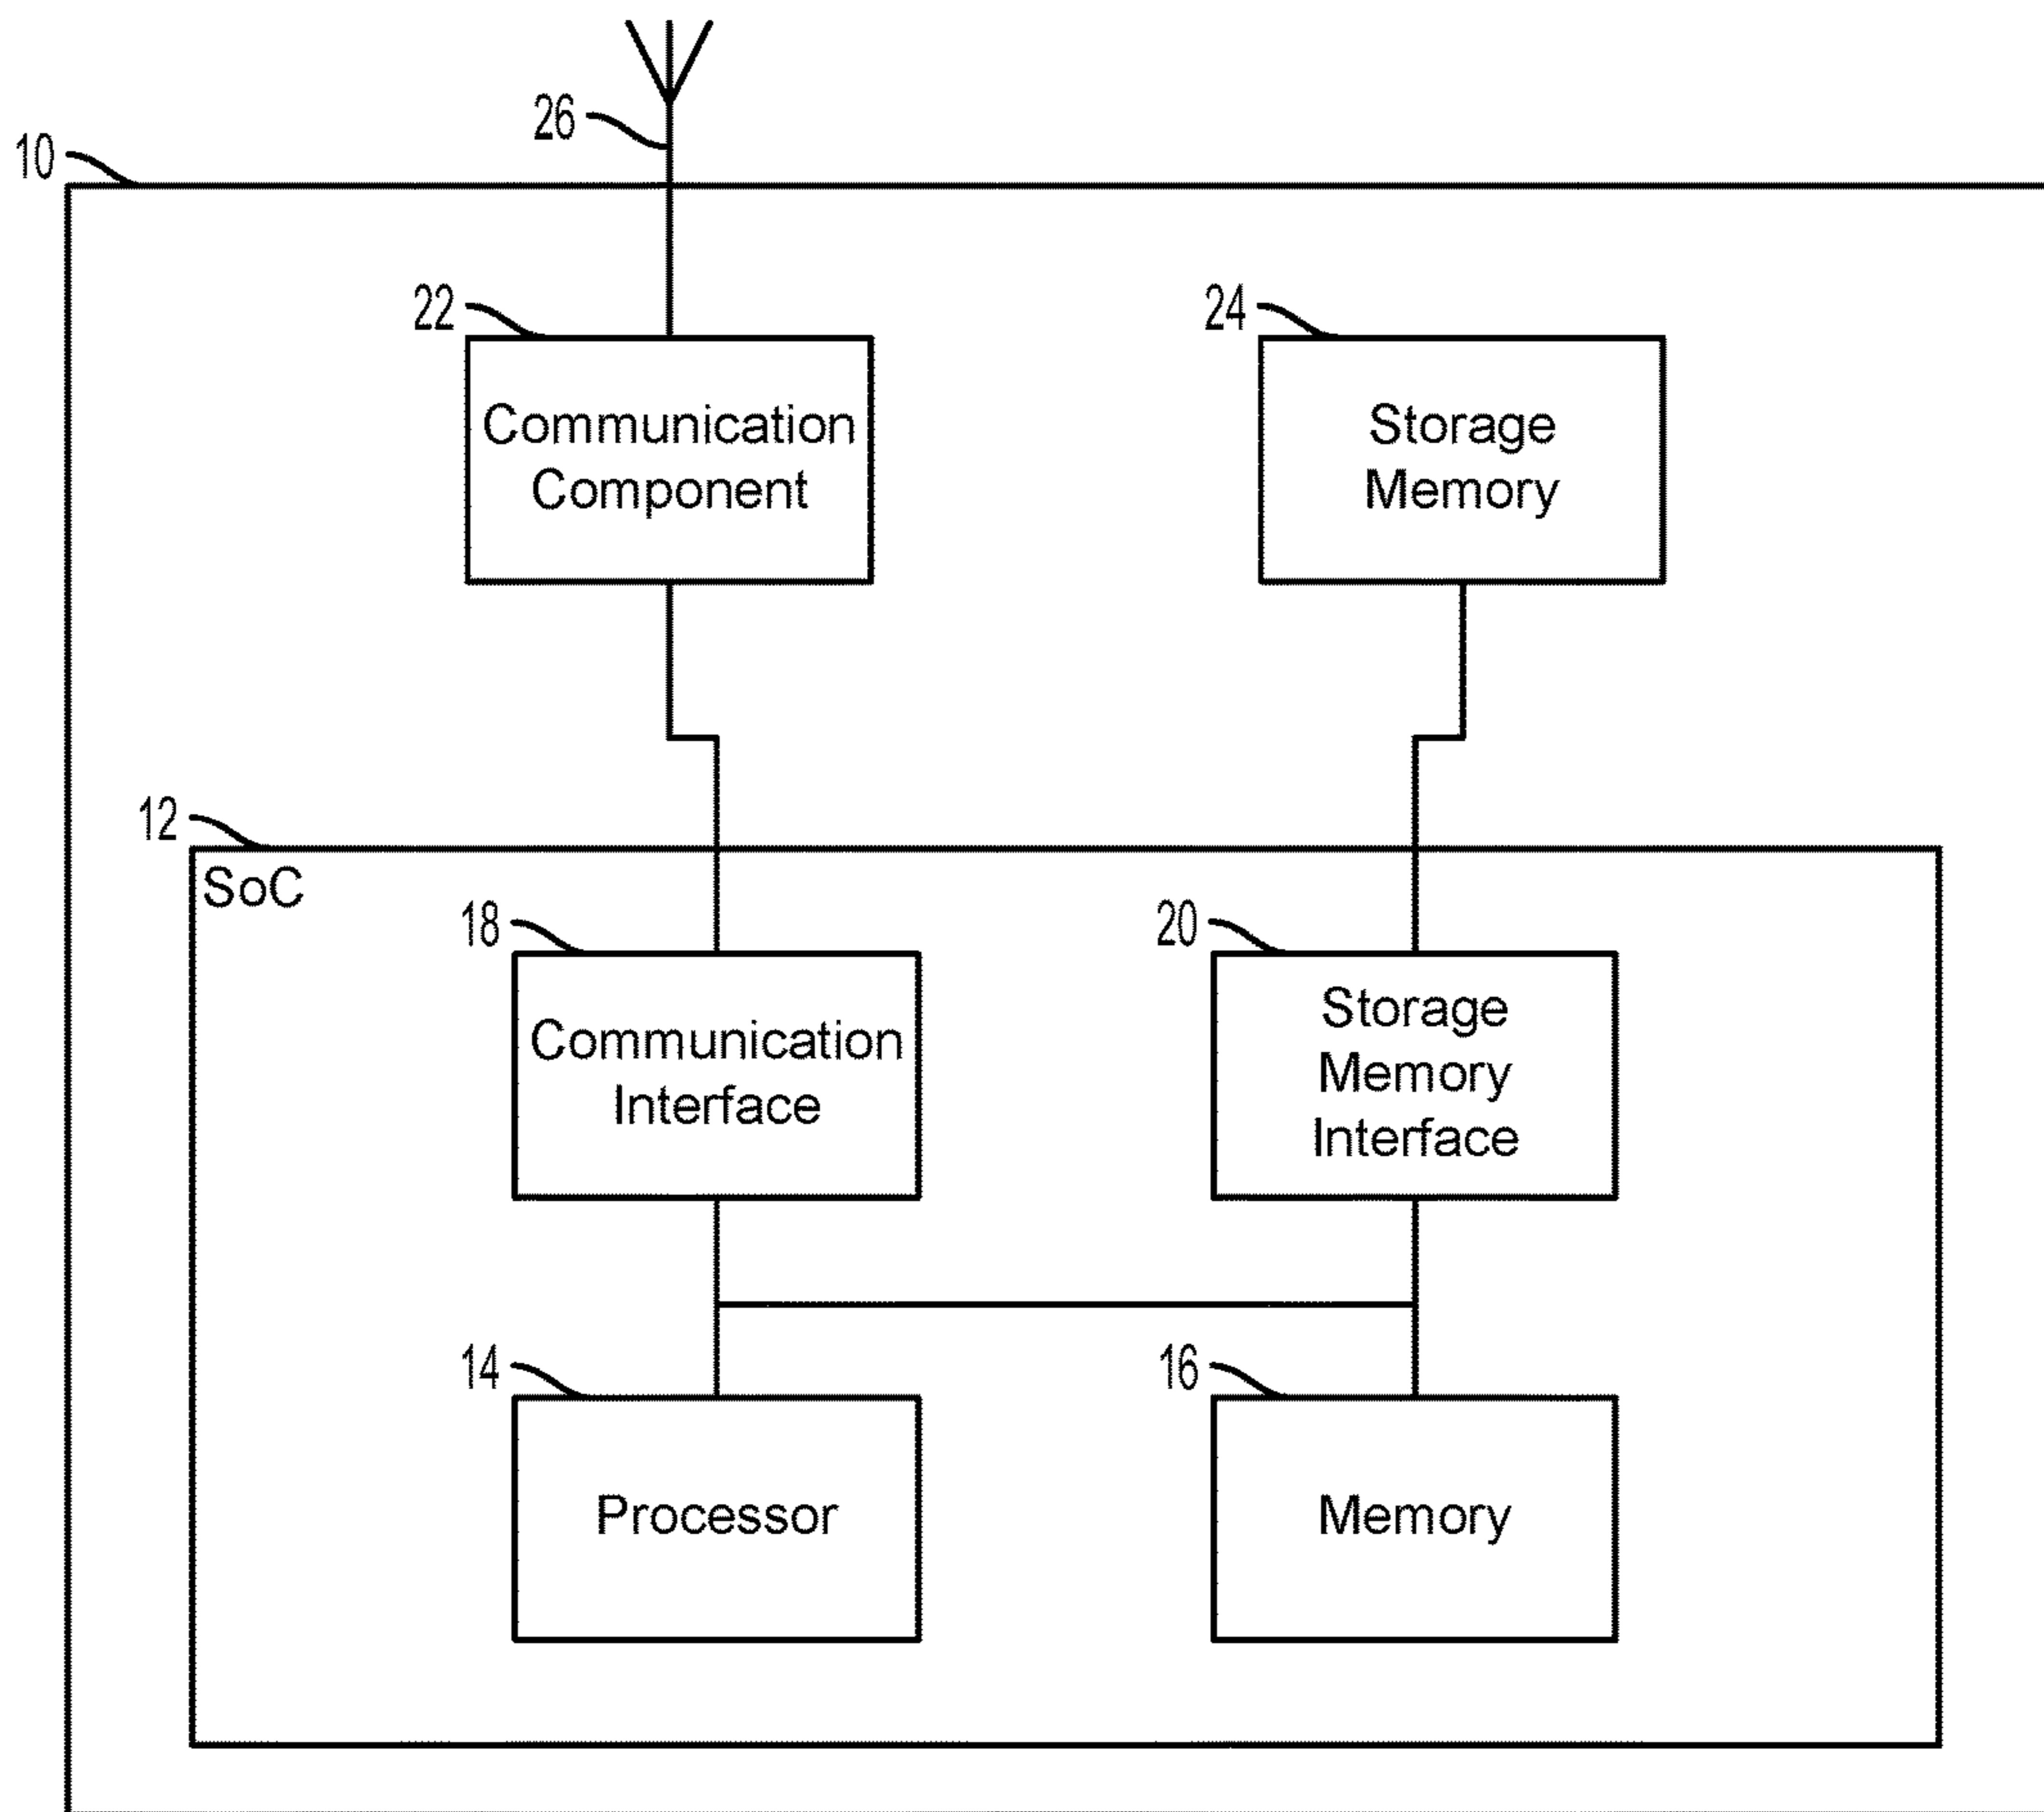 26
10
22
24
Communication
Component
Storage
Memory
12
SoC
18
20
Communication
Interface
Storage
Memory
Interface
14
16
Processor
Memory